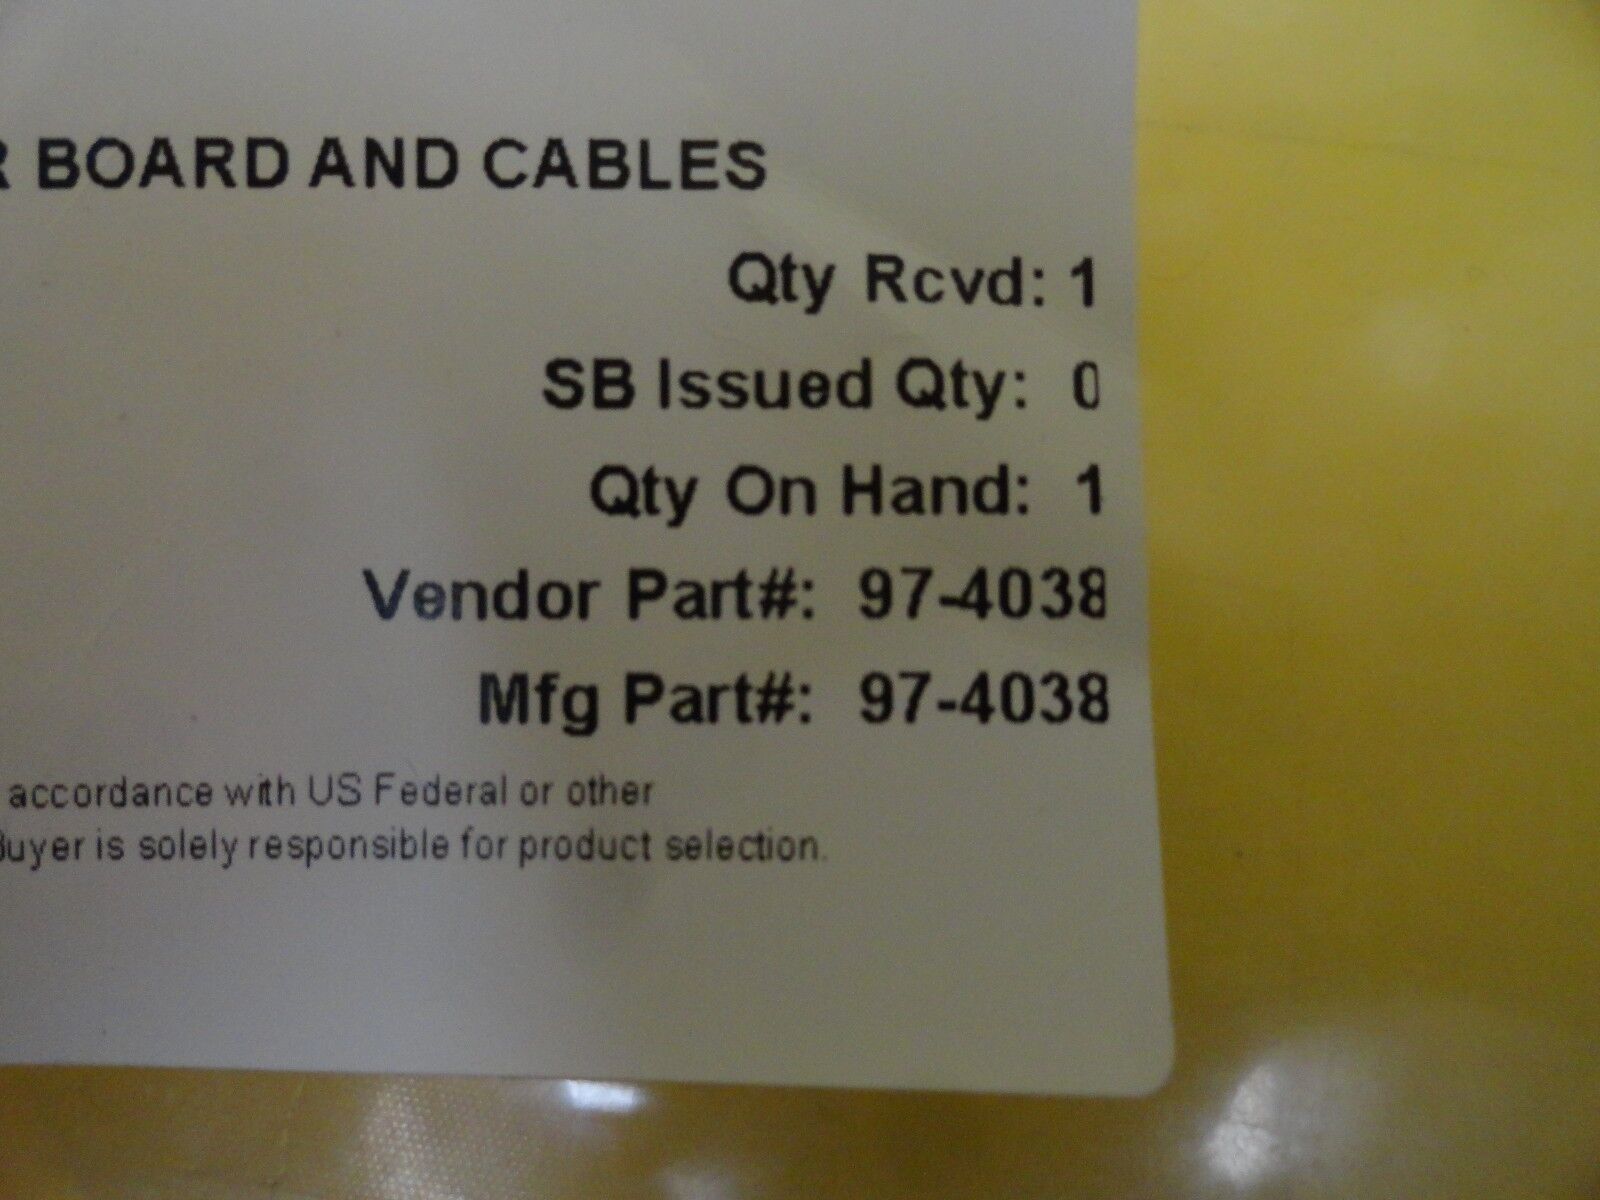 R BOARD AND CABLES
Qty Rcvd: 1
SB Issued Qty: 0
Qty On Hand: 1
Vendor Part#: 97-4038
Mfg Part#: 97-4038
accordance with US Federal or other
Buyer is solely responsible for product selection.